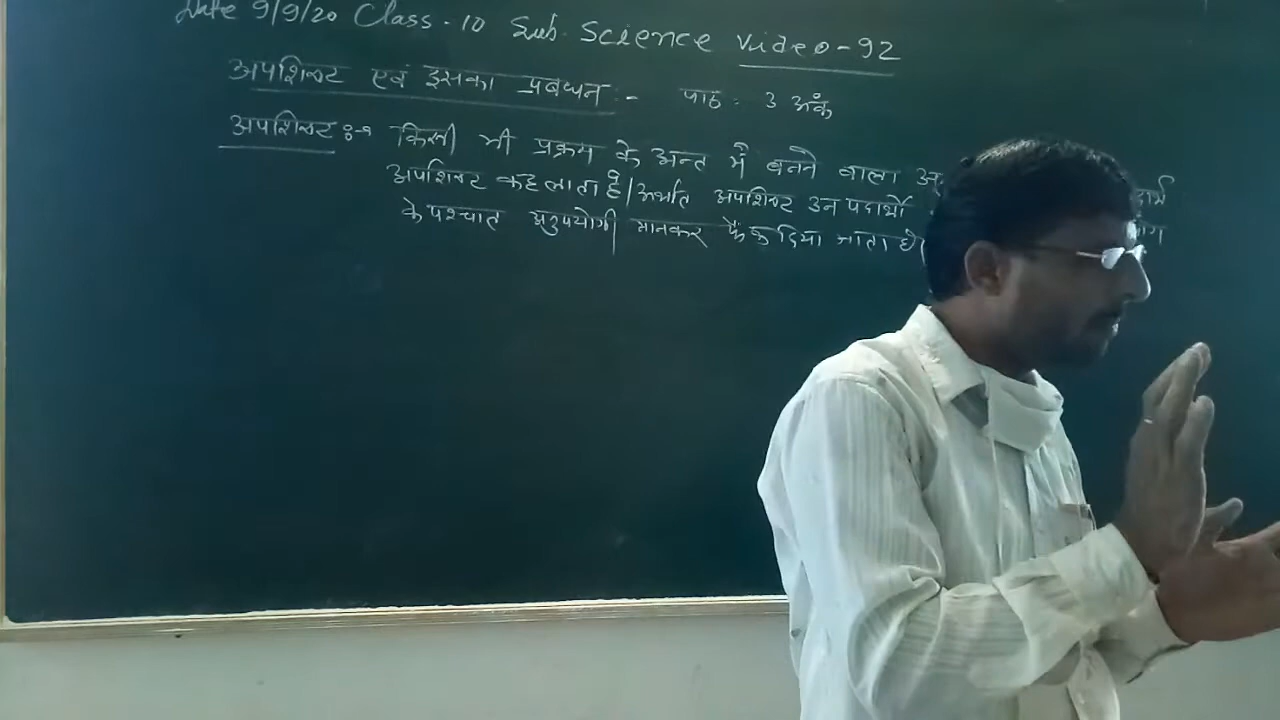 Date 9/9/20 Class - 10 Sub. Science Video - 92
अपशिष्ट एवं इसका प्रबन्धन :- पाठ : 3 अंक
अपशिष्ट :-> किसी भी प्रक्रम के अन्त में बनने वाला
अपशिष्ट कहलाता है / अर्थात अपशिष्ट उन पदार्थो
के पश्चात अनुपयोगी मानकर फैंक दिया जाता है